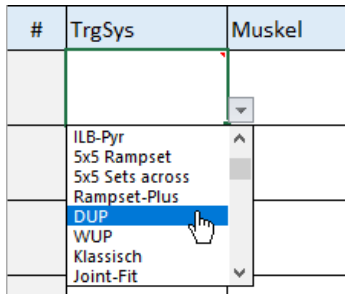 # TrgSys Muskel
ILB-Pyr
5x5 Rampset
5x5 Sets across
Rampset-Plus
DUP
WUP
Klassisch
Joint-Fit